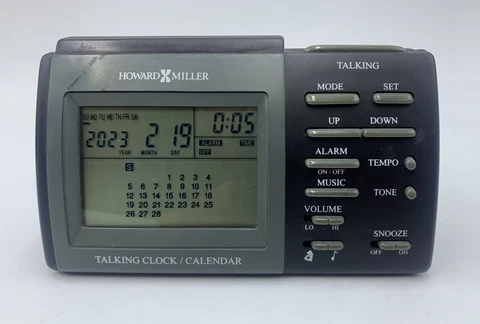 HOWARD MILLER
SU MO TU WE TH FR SA
2023 2 19
YEAR MONTH DAY
0:05
ALARM TIME
OFF
S
1 2 3 4
5 6 7 8 9 10 11
12 13 14 15 16 17 18
19 20 21 22 23 24 25
26 27 28
TALKING CLOCK / CALENDAR
TALKING
MODE SET
UP DOWN
ALARM
ON / OFF
TEMPO
MUSIC
TONE
VOLUME
LO HI
SNOOZE
OFF ON